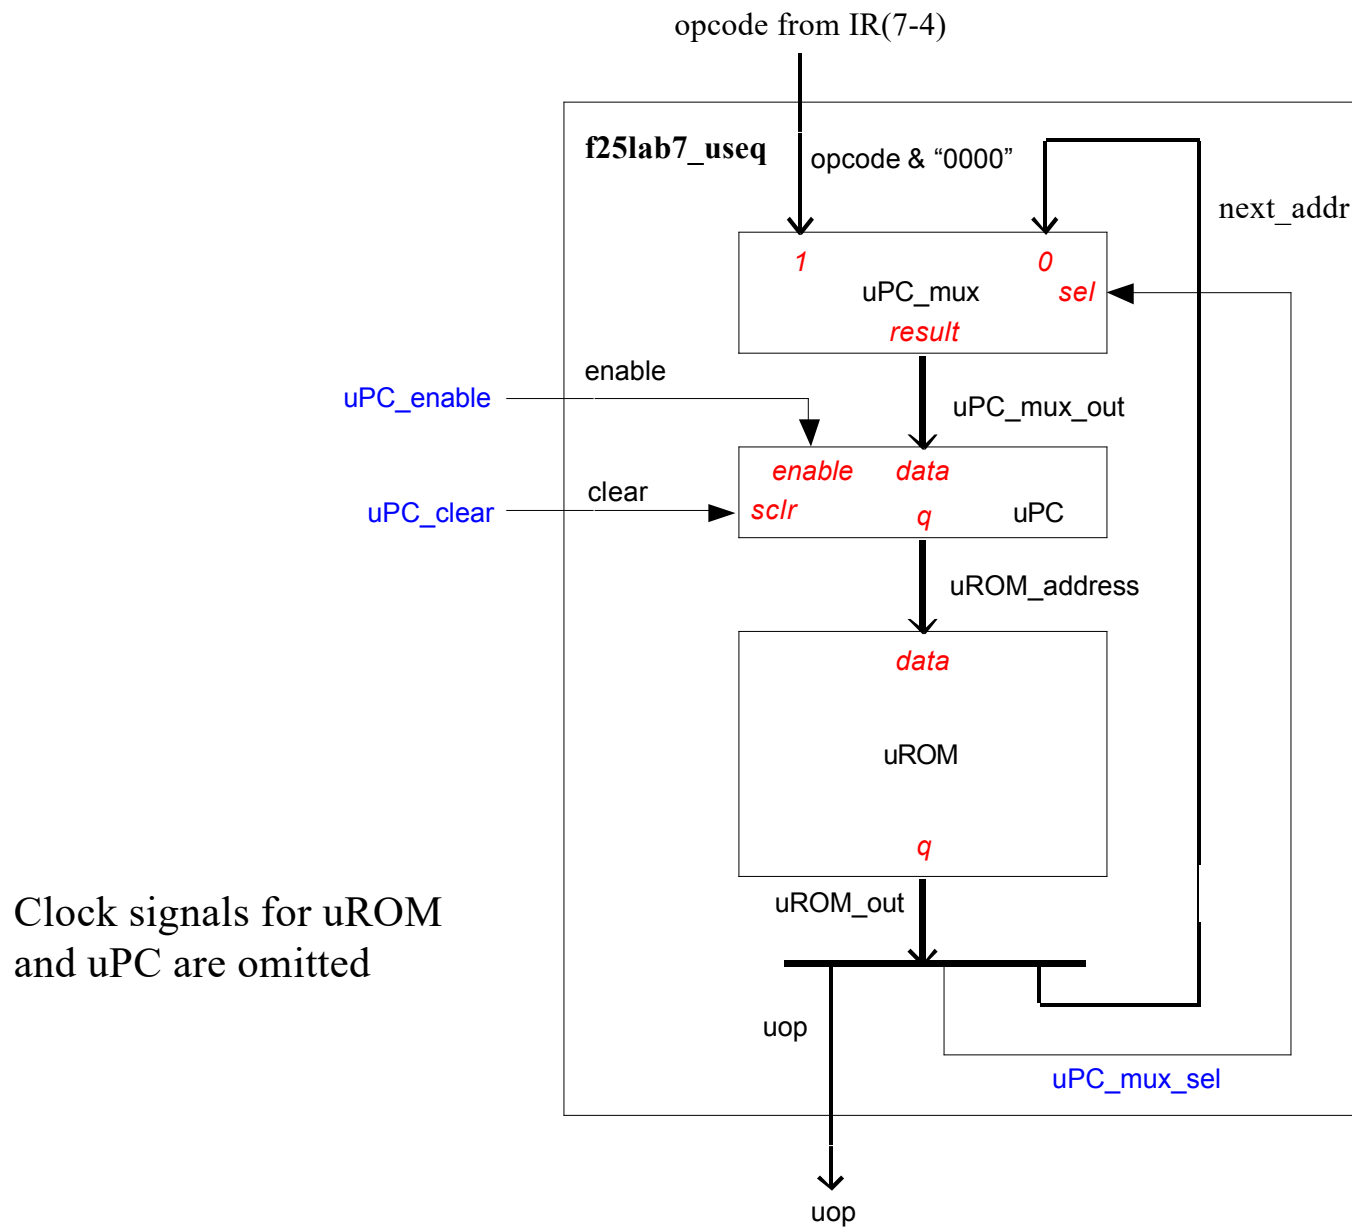 opcode from IR(7-4)
f25lab7_useq
opcode & “0000”
next_addr
1
0
uPC_mux
sel
result
enable
uPC_enable
uPC_mux_out
enable
data
clear
uPC_clear
sclr
q
uPC
uROM_address
data
uROM
q
uROM_out
Clock signals for uROM
and uPC are omitted
uop
uPC_mux_sel
uop